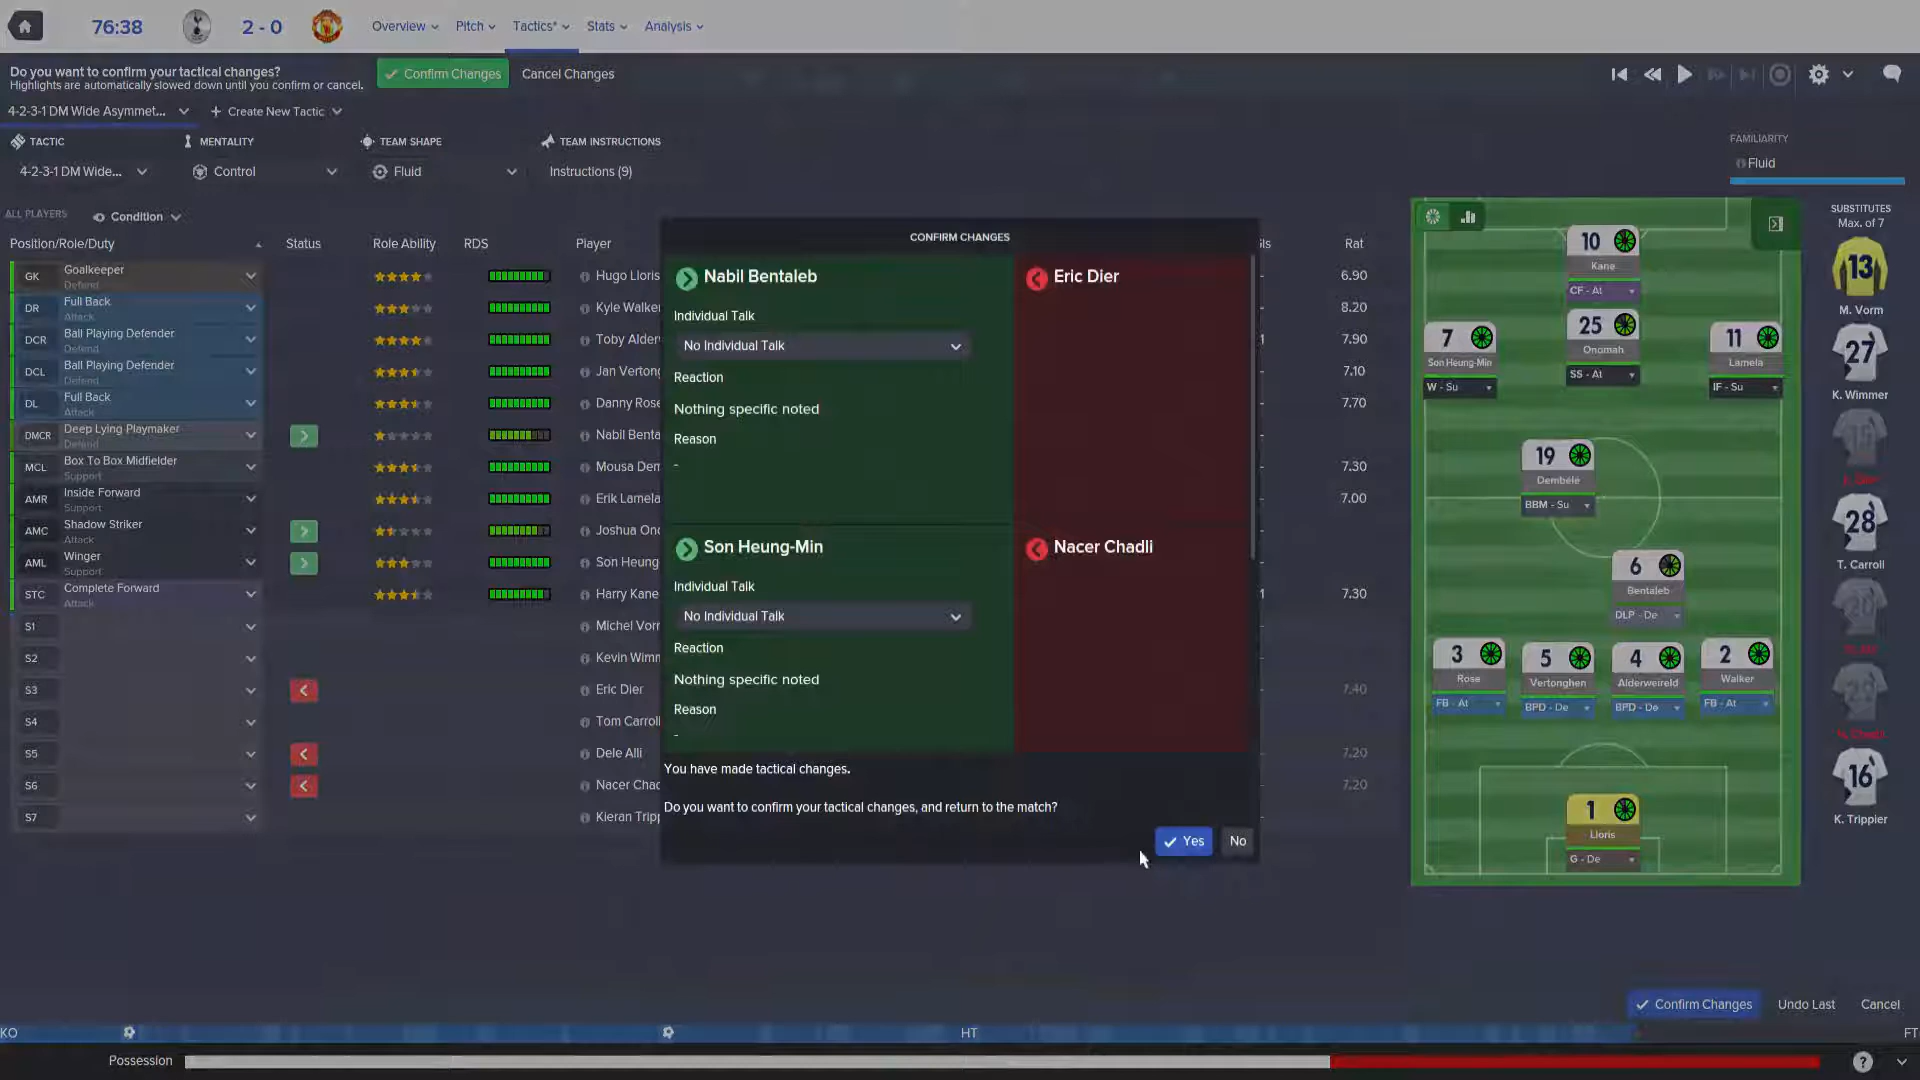 76:38
2 - 0
Overview
Pitch
Tactics*
Stats
Analysis
Do you want to confirm your tactical changes?
Highlights are automatically slowed down until you confirm or cancel.
Confirm Changes
Cancel Changes
4-2-3-1 DM Wide Asymmet...
Create New Tactic
TACTIC
MENTALITY
TEAM SHAPE
TEAM INSTRUCTIONS
4-2-3-1 DM Wide...
Control
Fluid
Instructions (9)
FAMILIARITY
Fluid
ALL PLAYERS
Condition
Position/Role/Duty
Status
Role Ability
RDS
Player
Rat
GK Goalkeeper Defend Hugo Lloris 6.90
DR Full Back Attack Kyle Walke 8.20
DCR Ball Playing Defender Defend Toby Alder 7.90
DCL Ball Playing Defender Defend Jan Verton 7.10
DL Full Back Attack Danny Rose 7.70
DMCR Deep Lying Playmaker Defend Nabil Benta
MCL Box To Box Midfielder Support Mousa Dem 7.30
AMR Inside Forward Support Erik Lamela 7.00
AMC Shadow Striker Attack Joshua Ono
AML Winger Support Son Heung
STC Complete Forward Attack Harry Kane 7.30
S1 Michel Vorr
S2 Kevin Wimm
S3 Eric Dier 7.40
S4 Tom Carroll
S5 Dele Alli 7.20
S6 Nacer Chad 7.20
S7 Kieran Tripp
CONFIRM CHANGES
Nabil Bentaleb
Eric Dier
Individual Talk
No Individual Talk
Reaction
Nothing specific noted
Reason
-
Son Heung-Min
Nacer Chadli
Individual Talk
No Individual Talk
Reaction
Nothing specific noted
Reason
-
You have made tactical changes.
Do you want to confirm your tactical changes, and return to the match?
Yes
No
10
Kane
CF - At
7
Son Heung-Min
W - Su
25
Onomah
SS - At
11
Lamela
IF - Su
19
Dembélé
BBM - Su
6
Bentaleb
DLP - De
3
Rose
FB - At
5
Vertonghen
BPD - De
4
Alderweireld
BPD - De
2
Walker
FB - At
1
Lloris
G - De
SUBSTITUTES
Max. of 7
13
M. Vorm
27
K. Wimmer
28
T. Carroll
16
K. Trippier
Confirm Changes
Undo Last
Cancel
KO
HT
FT
Possession
?